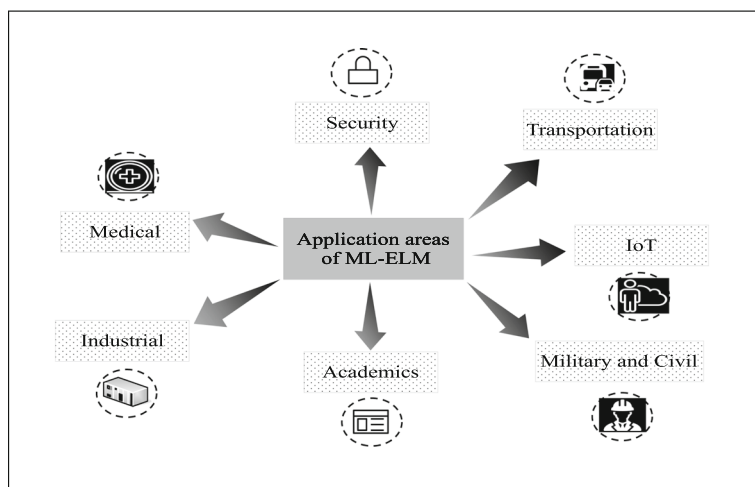 Security
Transportation
Medical
Application areas
of ML-ELM
IoT
Industrial
Academics
Military and Civil